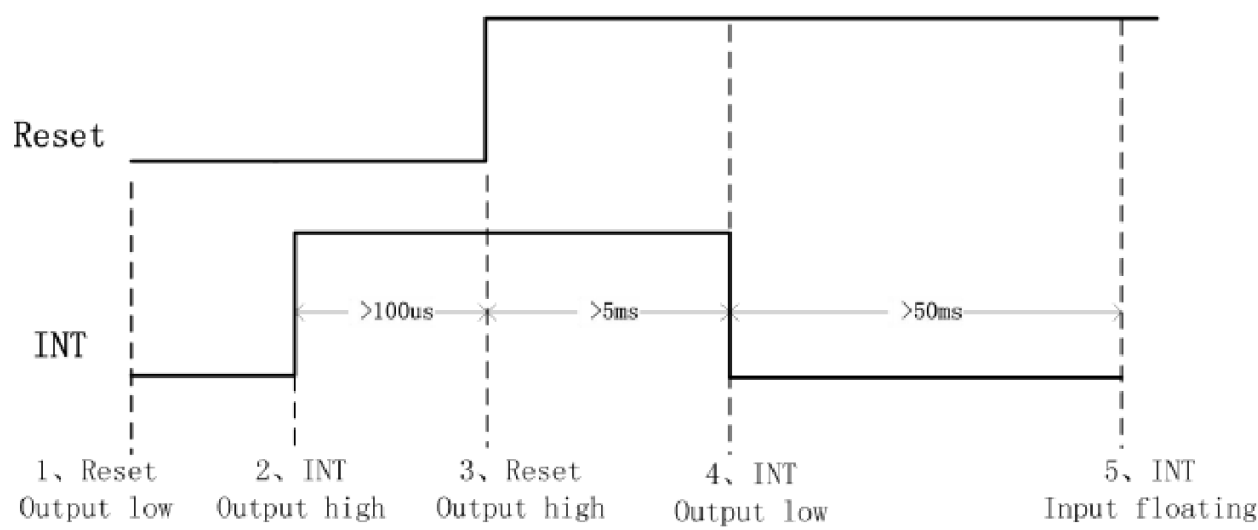 Reset
>100us
>5ms
>50ms
INT
1、Reset
Output low
2、INT
Output high
3、Reset
Output high
4、INT
Output low
5、INT
Input floating